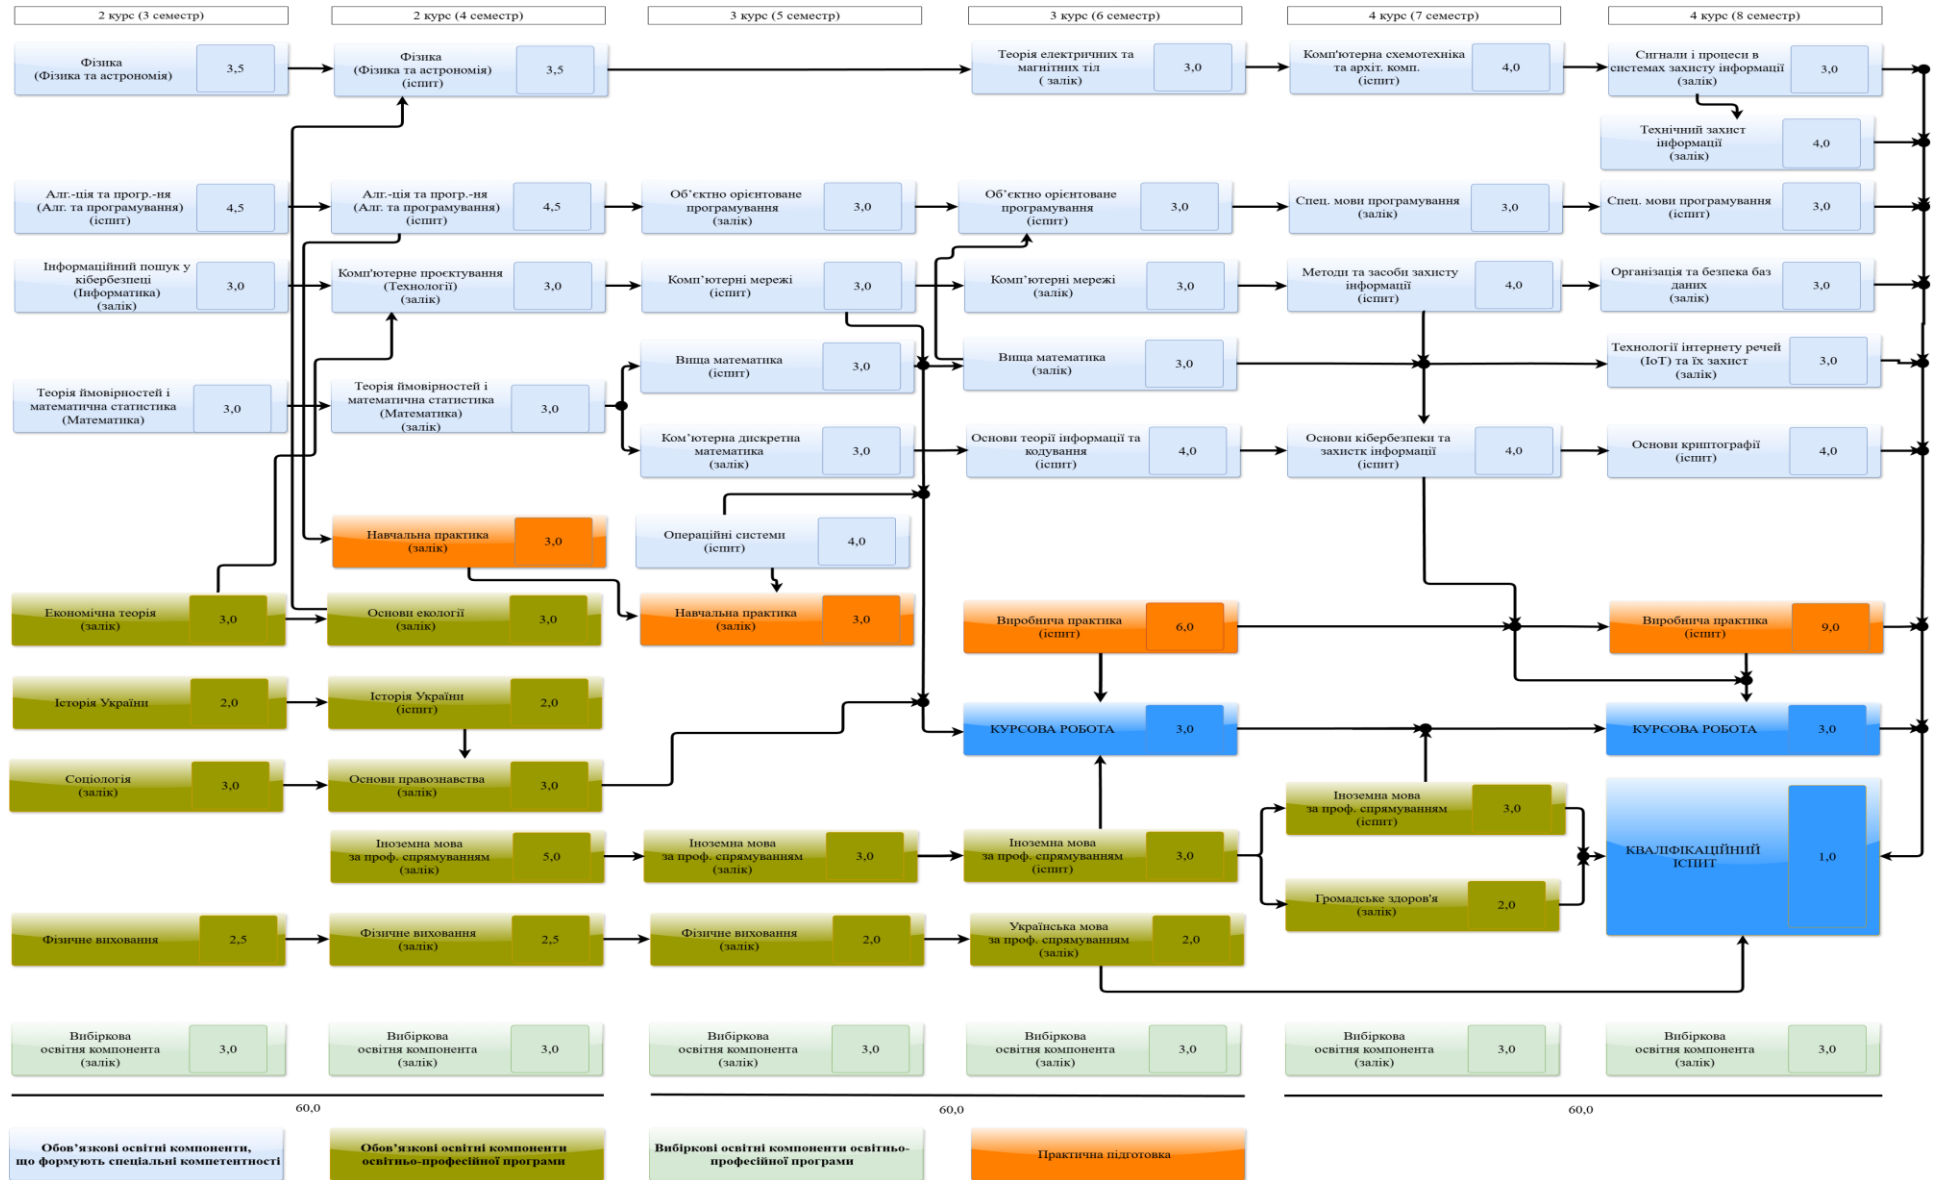 2 курс (3 семестр)
2 курс (4 семестр)
3 курс (5 семестр)
3 курс (6 семестр)
4 курс (7 семестр)
4 курс (8 семестр)
Фізика
(Фізика та астрономія)
3,5
Фізика
(Фізика та астрономія)
(іспит)
3,5
Теорія електричних та
магнітних тіл
( залік)
3,0
Комп'ютерна схемотехніка
та архіт. комп.
(іспит)
4,0
Сигнали і процеси в
системах захисту інформації
(залік)
3,0
Технічний захист
інформації
(залік)
4,0
Алг.-ція та прогр.-ня
(Алг. та програмування)
(іспит)
4,5
Алг.-ція та прогр.-ня
(Алг. та програмування)
(іспит)
4,5
Об’єктно орієнтоване
програмування
(залік)
3,0
Об’єктно орієнтоване
програмування
(іспит)
3,0
Спец. мови програмування
(залік)
3,0
Спец. мови програмування
(іспит)
3,0
Інформаційний пошук у
кібербезпеці
(Інформатика)
(залік)
3,0
Комп'ютерне проєктування
(Технології)
(залік)
3,0
Комп’ютерні мережі
(іспит)
3,0
Комп’ютерні мережі
(залік)
3,0
Методи та засоби захисту
інформації
(іспит)
4,0
Організація та безпека баз
даних
(залік)
3,0
Вища математика
(іспит)
3,0
Вища математика
(залік)
3,0
Технології інтернету речей
(ІоТ) та їх захист
(залік)
3,0
Теорія ймовірностей і
математична статистика
(Математика)
3,0
Теорія ймовірностей і
математична статистика
(Математика)
(залік)
3,0
Ком’ютерна дискретна
математика
(залік)
3,0
Основи теорії інформації та
кодування
(іспит)
4,0
Основи кібербезпеки та
захистк інформації
(іспит)
4,0
Основи криптографії
(іспит)
4,0
Навчальна практика
(залік)
3,0
Операційні системи
(іспит)
4,0
Економічна теорія
(залік)
3,0
Основи екології
(залік)
3,0
Навчальна практика
(залік)
3,0
Виробнича практика
(іспит)
6,0
Виробнича практика
(іспит)
9,0
Історія України
2,0
Історія України
(іспит)
2,0
КУРСОВА РОБОТА
3,0
КУРСОВА РОБОТА
3,0
Соціологія
(залік)
3,0
Основи правознавства
(залік)
3,0
Іноземна мова
за проф. спрямуванням
(іспит)
3,0
Іноземна мова
за проф. спрямуванням
(залік)
5,0
Іноземна мова
за проф. спрямуванням
(залік)
3,0
Іноземна мова
за проф. спрямуванням
(іспит)
3,0
КВАЛІФІКАЦІЙНИЙ
ІСПИТ
1,0
Громадське здоров'я
(залік)
2,0
Фізичне виховання
2,5
Фізичне виховання
(залік)
2,5
Фізичне виховання
(залік)
2,0
Українська мова
за проф. спрямуванням
(залік)
2,0
Вибіркова
освітня компонента
(залік)
3,0
Вибіркова
освітня компонента
(залік)
3,0
Вибіркова
освітня компонента
(залік)
3,0
Вибіркова
освітня компонента
(залік)
3,0
Вибіркова
освітня компонента
(залік)
3,0
Вибіркова
освітня компонента
(залік)
3,0
60,0
60,0
60,0
Обов’язкові освітні компоненти,
що формують спеціальні компетентності
Обов’язкові освітні компоненти
освітньо-професійної програми
Вибіркові освітні компоненти освітньо-
професійної програми
Практична підготовка